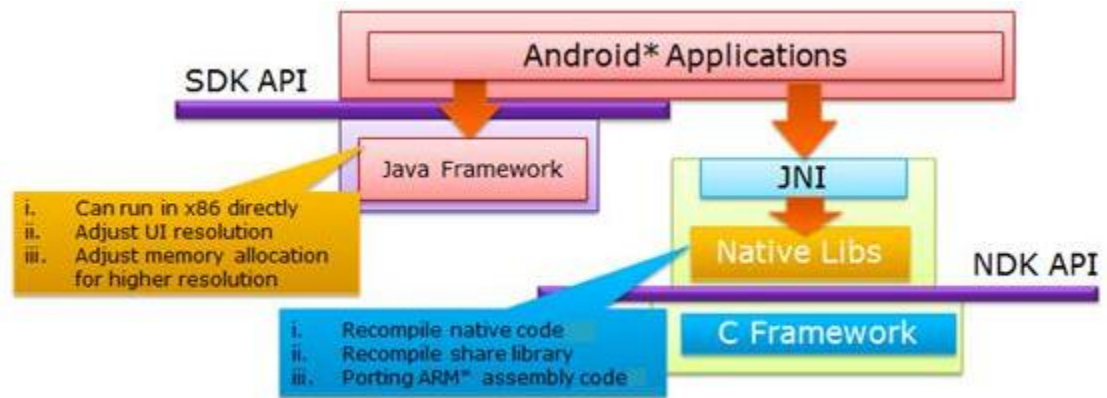 Android* Applications
SDK API
Java Framework
JNI
i. Can run in x86 directly
ii. Adjust UI resolution
iii. Adjust memory allocation
for higher resolution
Native Libs
NDK API
i. Recompile native code
ii. Recompile share library
iii. Porting ARM* assembly code
C Framework